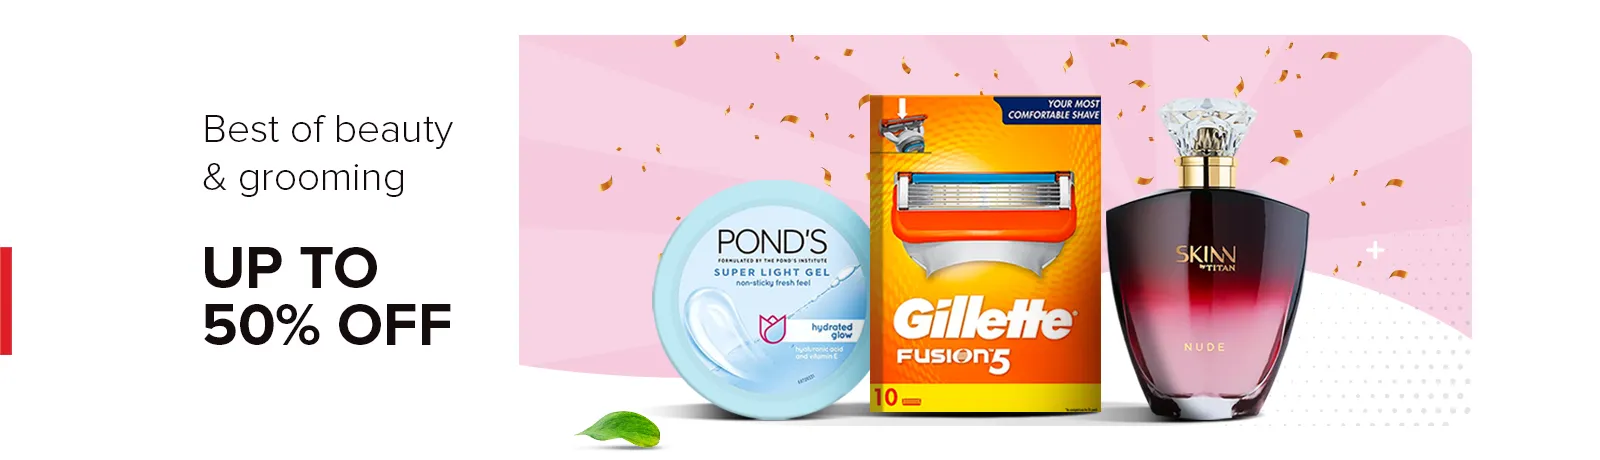 Best of beauty
& grooming
UP TO
50% OFF
POND'S
FORMULATED BY THE POND'S INSTITUTE
SUPER LIGHT GEL
non-sticky fresh feel
hydrated
glow
hyaluronic acid
and vitamin E
YOUR MOST
COMFORTABLE SHAVE
Gillette
FUSION5
10
SKINN
by TITAN
NUDE